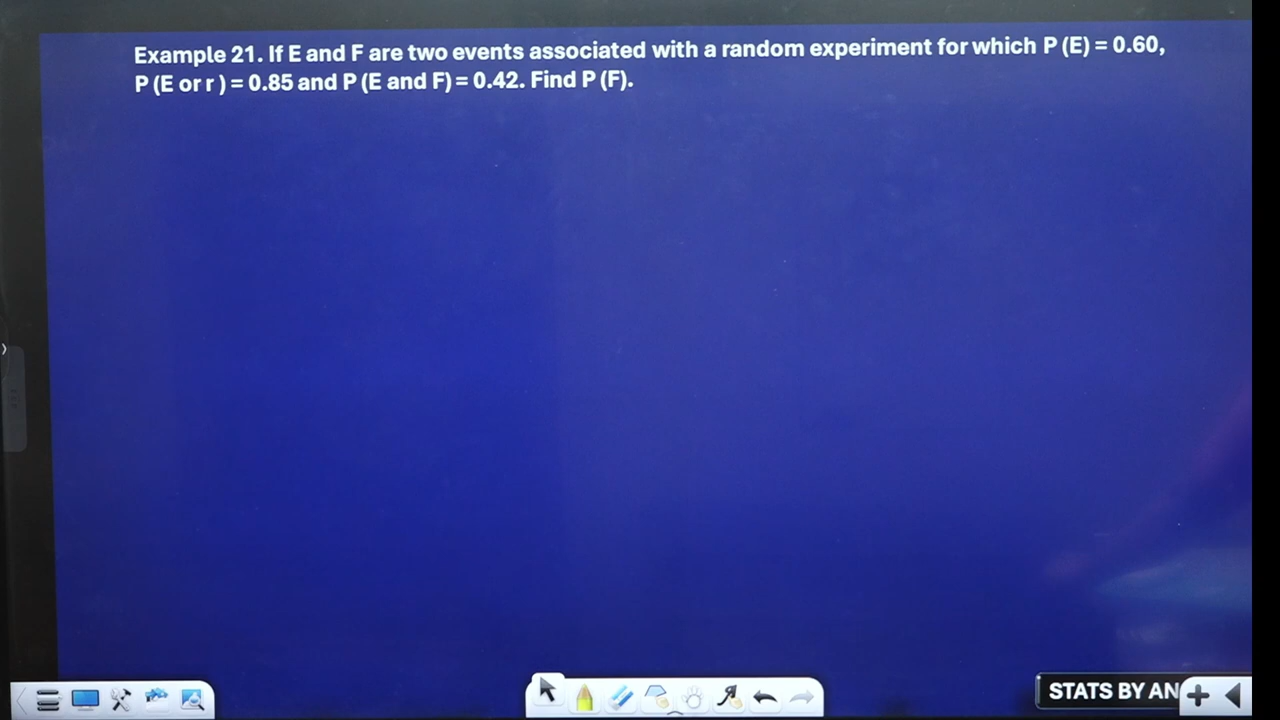 Example 21. If E and F are two events associated with a random experiment for which P (E) = 0.60,
P (E or r ) = 0.85 and P (E and F) = 0.42. Find P (F).
STATS BY AN